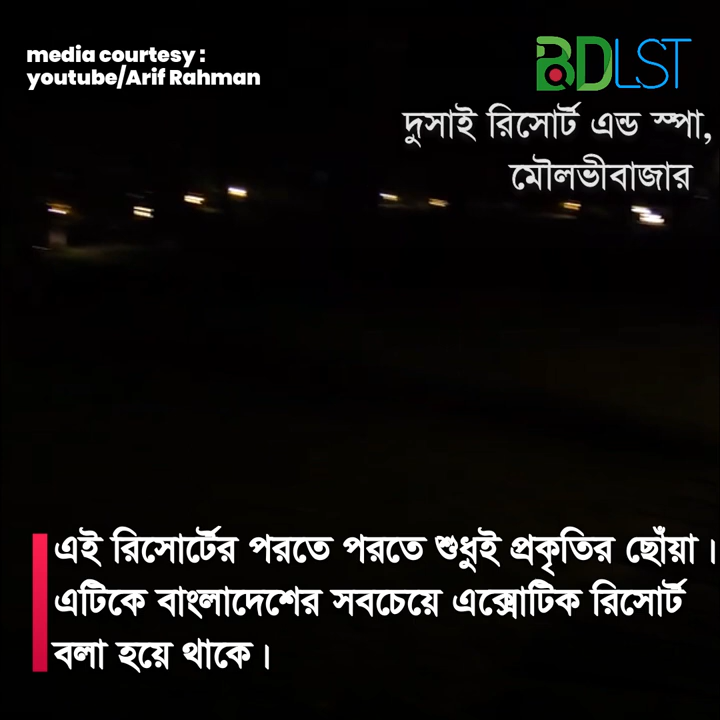 media courtesy :
youtube/Arif Rahman
BDLST
দুসাই রিসোর্ট এন্ড স্পা,
মৌলভীবাজার
এই রিসোর্টের পরতে পরতে শুধুই প্রকৃতির ছোঁয়া।
এটিকে বাংলাদেশের সবচেয়ে এক্সোটিক রিসোর্ট
বলা হয়ে থাকে।